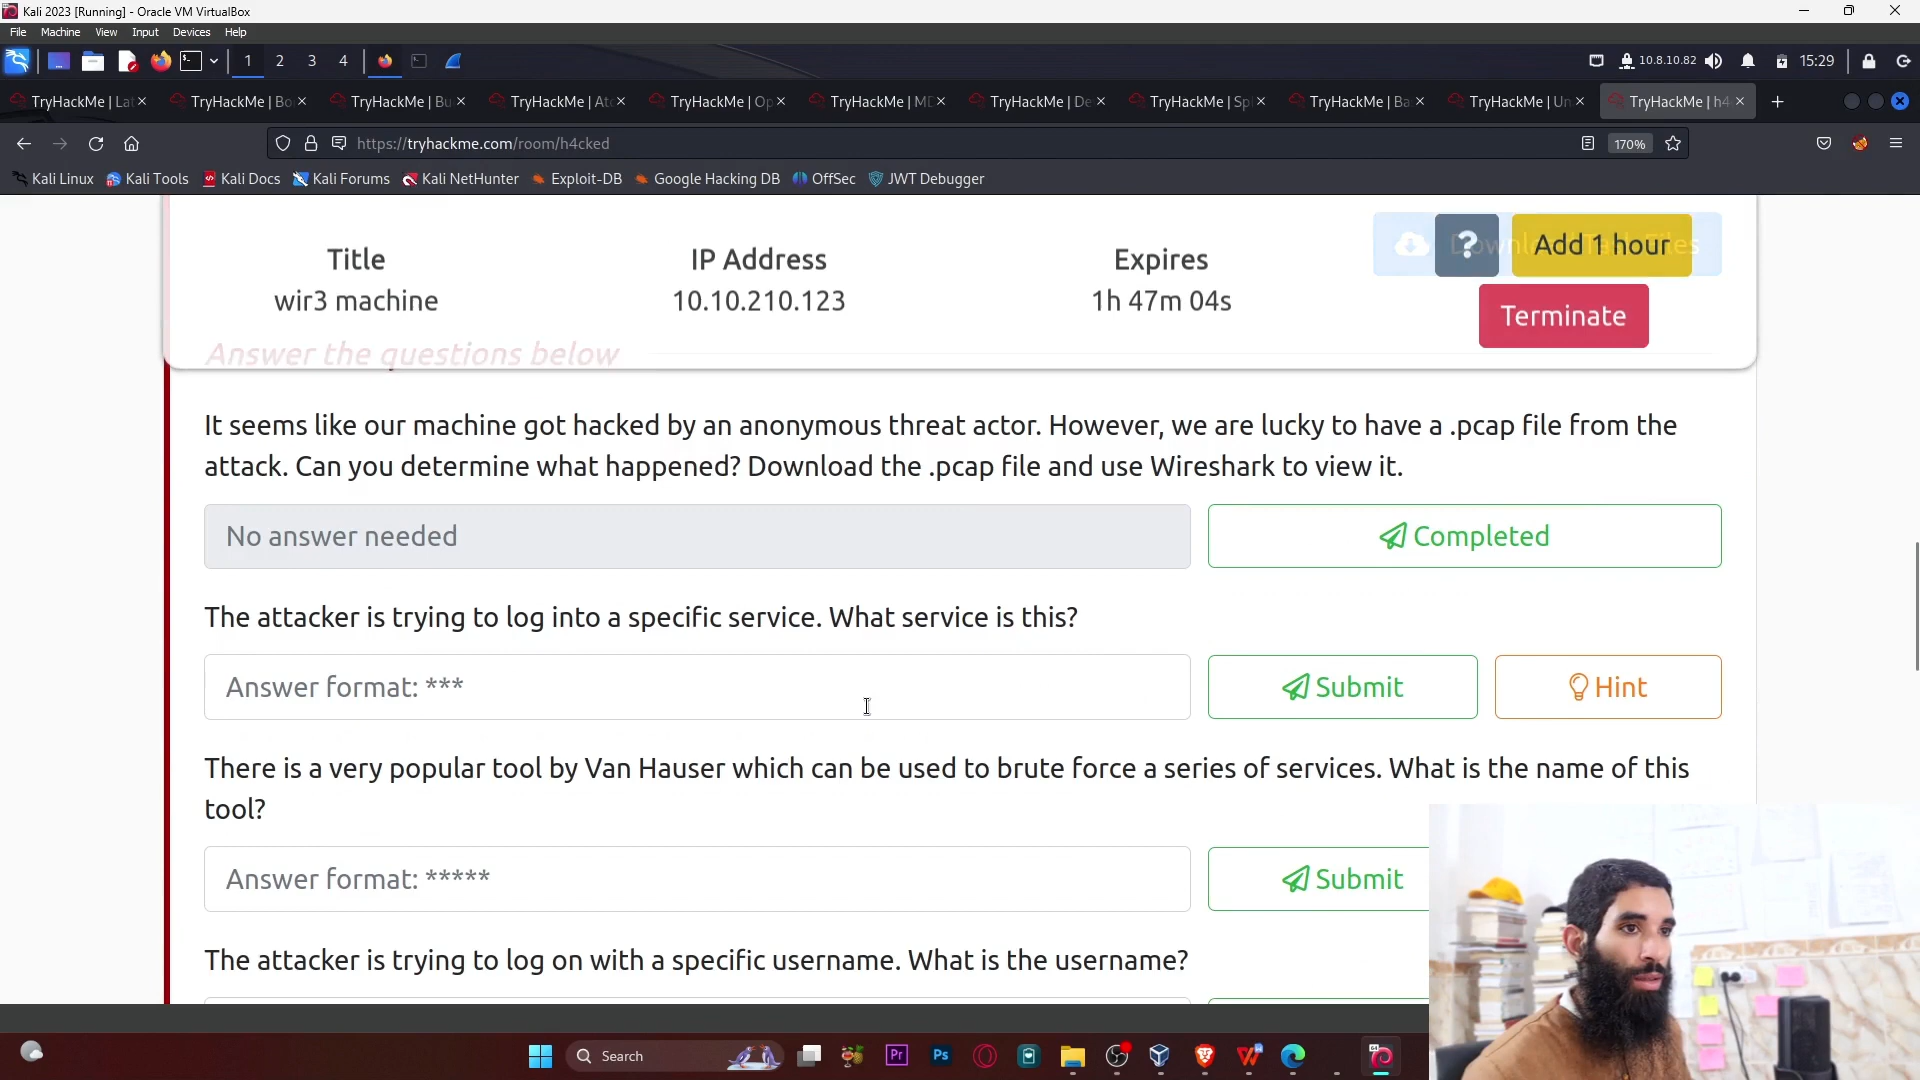 Kali 2023 [Running] - Oracle VM VirtualBox
File Machine View Input Devices Help
1 2 3 4 10.8.10.82 15:29
TryHackMe | Lat TryHackMe | Bo TryHackMe | Bu TryHackMe | Ato TryHackMe | Op TryHackMe | MD TryHackMe | De TryHackMe | Spl TryHackMe | Ba TryHackMe | Un TryHackMe | h4
https://tryhackme.com/room/h4cked 170%
Kali Linux Kali Tools Kali Docs Kali Forums Kali NetHunter Exploit-DB Google Hacking DB OffSec JWT Debugger
Title IP Address Expires ? Add 1 hour
wir3 machine 10.10.210.123 1h 47m 04s
Terminate
Answer the questions below
It seems like our machine got hacked by an anonymous threat actor. However, we are lucky to have a .pcap file from the
attack. Can you determine what happened? Download the .pcap file and use Wireshark to view it.
No answer needed Completed
The attacker is trying to log into a specific service. What service is this?
Answer format: *** Submit Hint
There is a very popular tool by Van Hauser which can be used to brute force a series of services. What is the name of this
tool?
Answer format: ***** Submit
The attacker is trying to log on with a specific username. What is the username?
Search Pr Ps